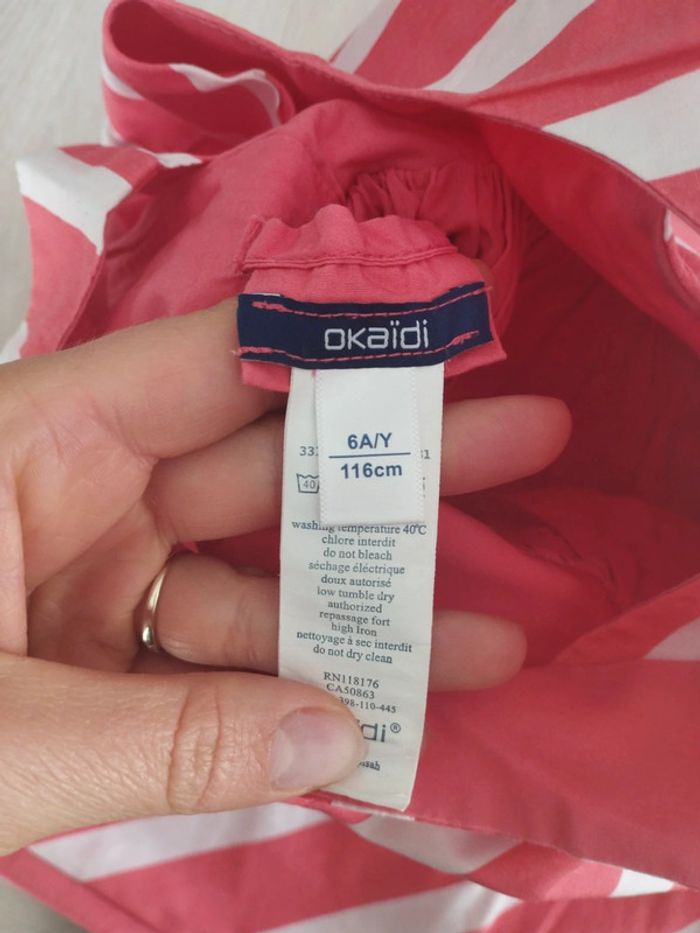 okaïdi
6A/Y
116cm
40
washing temperature 40°C
chlore interdit
do not bleach
séchage éléctrique
doux autorisé
low tumble dry
authorized
repassage fort
high Iron
nettoyage à sec interdit
do not dry clean
RN118176
CA50863
398-110-445